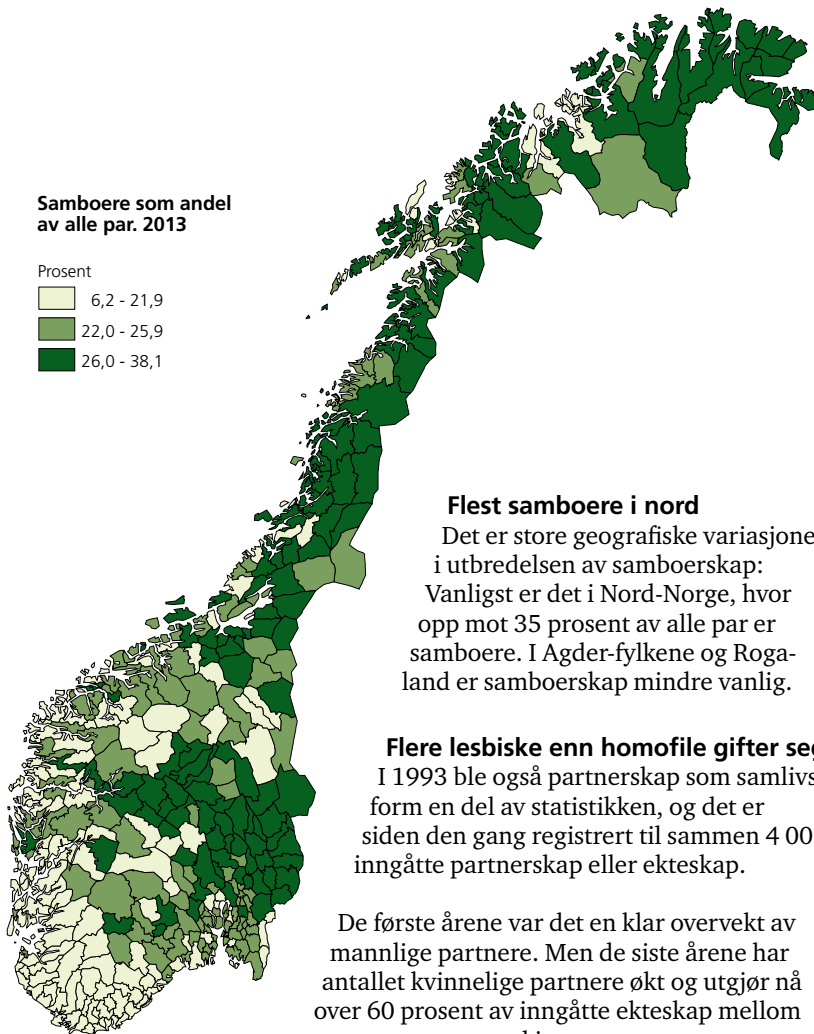 Samboere som andel
av alle par. 2013
Prosent
6,2 - 21,9
22,0 - 25,9
26,0 - 38,1
Flest samboere i nord
Det er store geografiske variasjone
i utbredelsen av samboerskap:
Vanligst er det i Nord-Norge, hvor
opp mot 35 prosent av alle par er
samboere. I Agder-fylkene og Roga-
land er samboerskap mindre vanlig.
Flere lesbiske enn homofile gifter seg
I 1993 ble også partnerskap som samlivs
form en del av statistikken, og det er
siden den gang registrert til sammen 4 00
inngåtte partnerskap eller ekteskap.
De første årene var det en klar overvekt av
mannlige partnere. Men de siste årene har
antallet kvinnelige partnere økt og utgjør nå
over 60 prosent av inngåtte ekteskap mellom